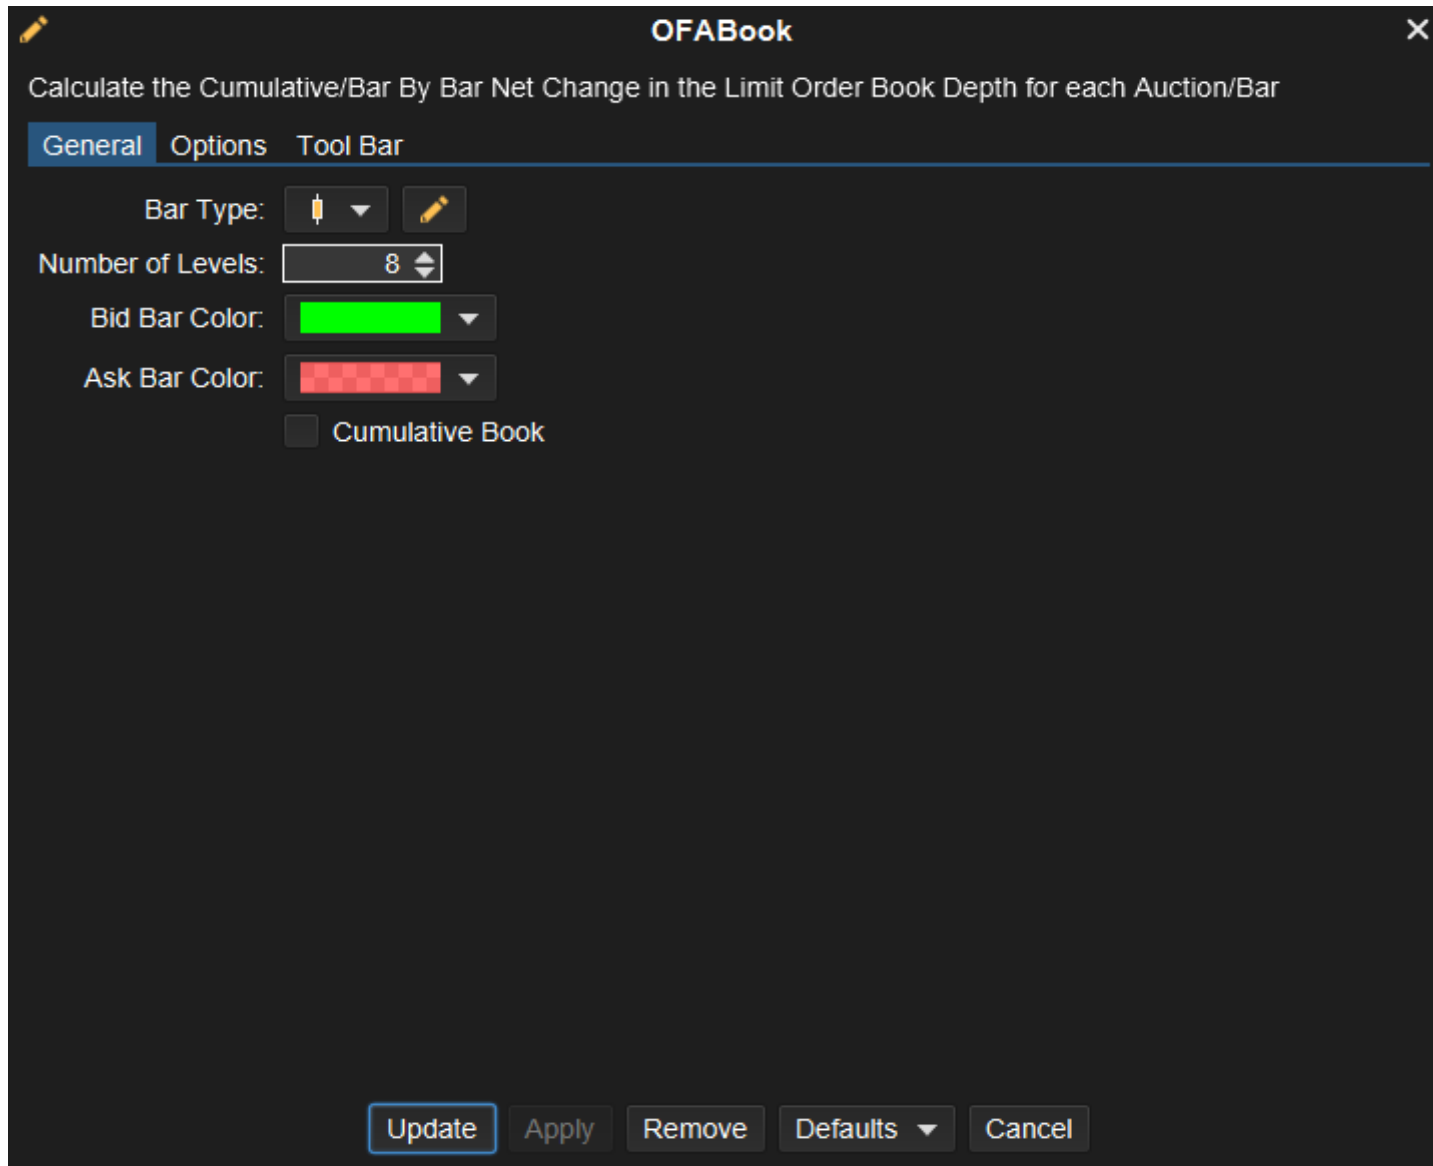 OFABook
Calculate the Cumulative/Bar By Bar Net Change in the Limit Order Book Depth for each Auction/Bar
General Options Tool Bar
Bar Type:
Number of Levels: 8
Bid Bar Color:
Ask Bar Color:
Cumulative Book
Update Apply Remove Defaults Cancel